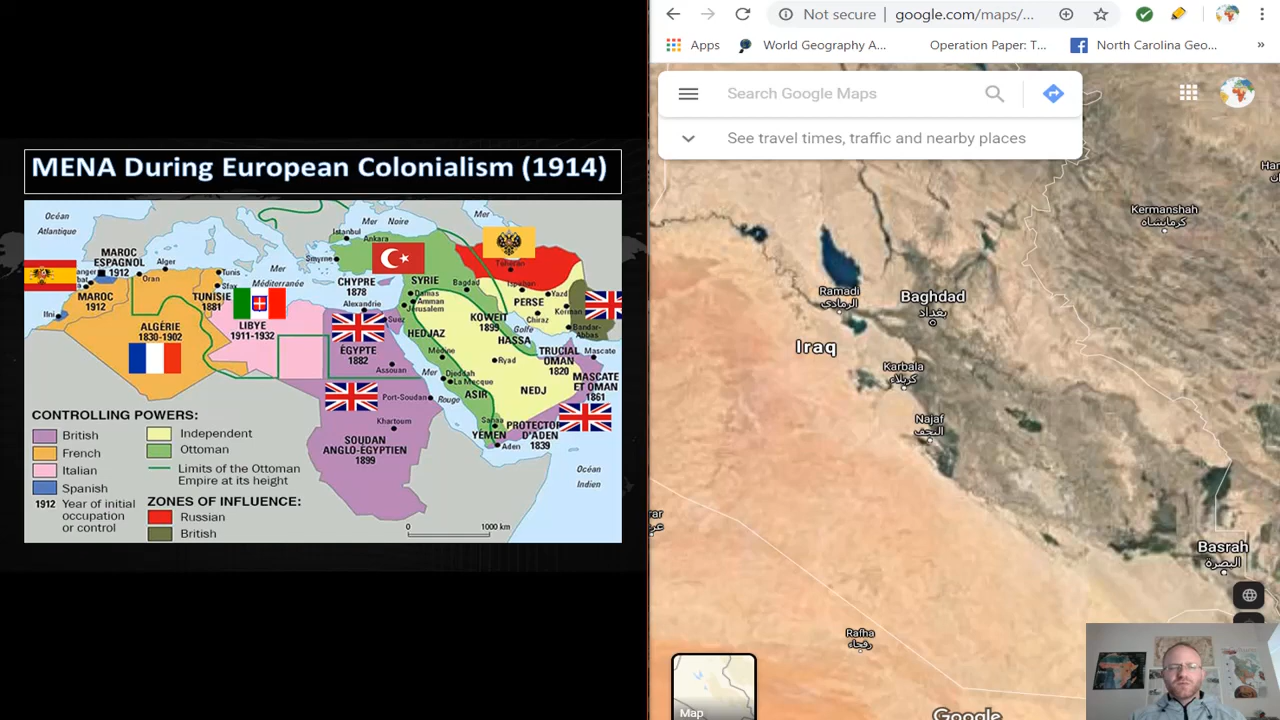 MENA During European Colonialism (1914)
Océan
Atlantique
Mer Noire
Mer
Istanbul
Ankara
Smyrne
MAROC
ESPAGNOL
1912
Alger
Oran
Tunis
Sfax
Mer
Méditerranée
CHYPRE
1878
SYRIE
Téhéran
Ispahan
Yazd
PERSE
Kerman
Chiraz
Bandar-
Abbas
MAROC
1912
Ifni
TUNISIE
1881
LIBYE
1911-1932
Alexandrie
Suez
Damas
Amman
Jérusalem
Bagdad
KOWEIT
1899
Golfe
HASSA
ALGÉRIE
1830-1902
ÉGYPTE
1882
Assouan
HEDJAZ
Médine
Ryad
TRUCIAL
OMAN
1820
Mascate
MASCATE
ET OMAN
1861
Mer
Djeddah
La Mecque
NEDJ
ASIR
Port-Soudan
Rouge
Khartoum
Sanaa
YÉMEN
Aden
PROTECTOR
D'ADEN
1839
SOUDAN
ANGLO-ÉGYPTIEN
1899
Océan
Indien
0
1000 km
CONTROLLING POWERS:
British
French
Italian
Spanish
1912
Year of initial
occupation
or control
Independent
Ottoman
Limits of the Ottoman
Empire at its height
ZONES OF INFLUENCE:
Russian
British
Not secure | google.com/maps/...
Apps
World Geography A...
Operation Paper: T...
North Carolina Geo...
»
Search Google Maps
See travel times, traffic and nearby places
Kermanshah
کرمانشاه
Ramadi
الرمادي
Baghdad
بغداد
Iraq
Karbala
كربلاء
Najaf
النجف
Basrah
البصرة
Rafha
رفحاء
Map
Google